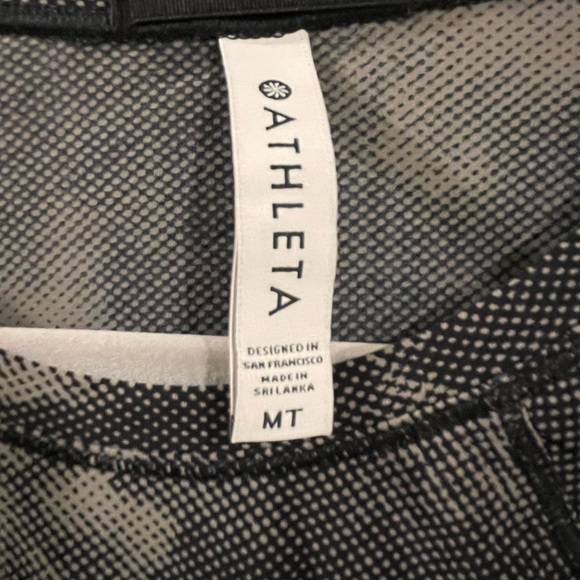 ATHLETA
DESIGNED IN
SAN FRANCISCO
MADE IN
SRI LANKA
MT